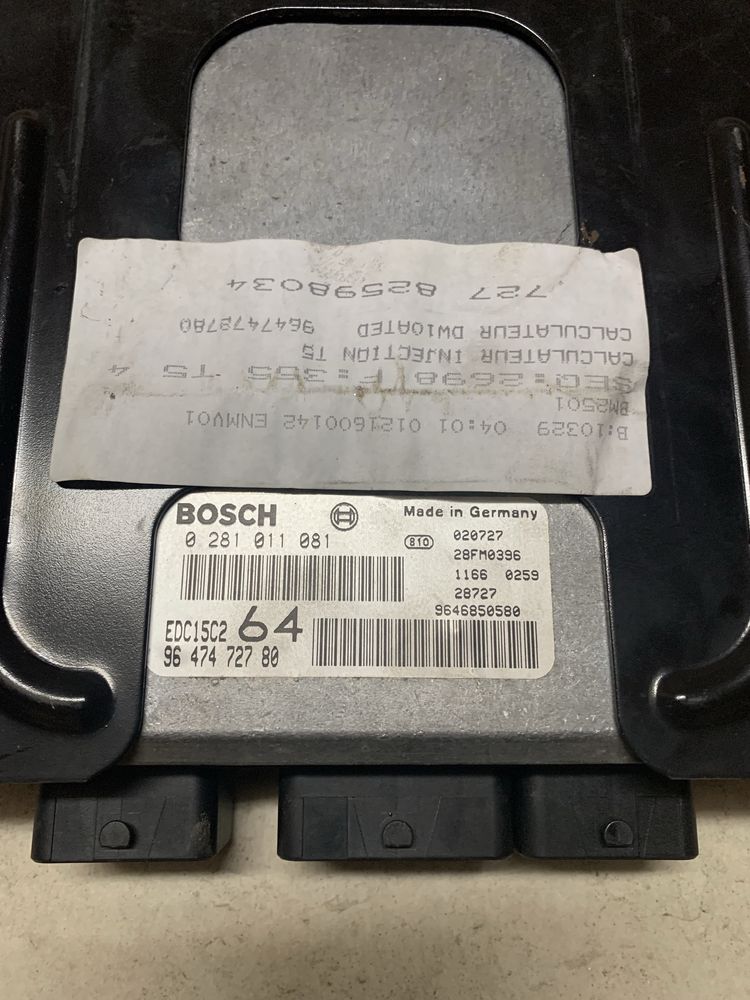 B:10329 04:01 0121600142 ENMV01
BM2501
SEQ:2698 F:365 T5 4
CALCULATEUR INJECTION T5
CALCULATEUR DW10ATED 9647472780
727 82598034
BOSCH Made in Germany
0 281 011 081 810 020727
28FM0396
1166 0259
28727
9646850580
EDC15C2 64
96 474 727 80